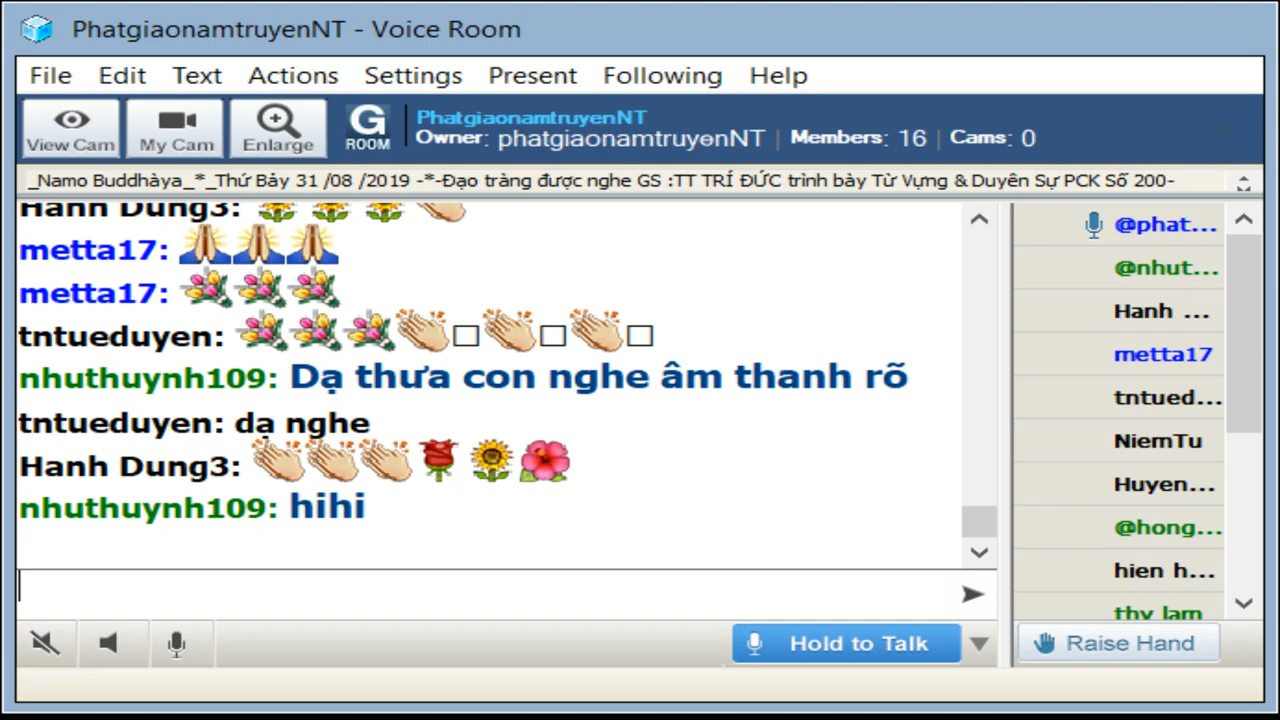 PhatgiaonamtruyenNT - Voice Room
File Edit Text Actions Settings Present Following Help
View Cam My Cam Enlarge G ROOM
PhatgiaonamtruyenNT
Owner: phatgiaonamtruyenNT | Members: 16 | Cams: 0
_Namo Buddhàya_*_Thứ Bảy 31 /08 /2019 -*-Đạo tràng được nghe GS :TT TRÍ ĐỨC trình bày Từ Vựng & Duyên Sự PCK Số 200-
Hanh Dung3:
metta17:
metta17:
tntueduyen:
nhuthuynh109: Dạ thưa con nghe âm thanh rõ
tntueduyen: dạ nghe
Hanh Dung3:
nhuthuynh109: hihi
@phat...
@nhut...
Hanh ...
metta17
tntued...
NiemTu
Huyen...
@hong...
hien h...
thy lam
Hold to Talk
Raise Hand